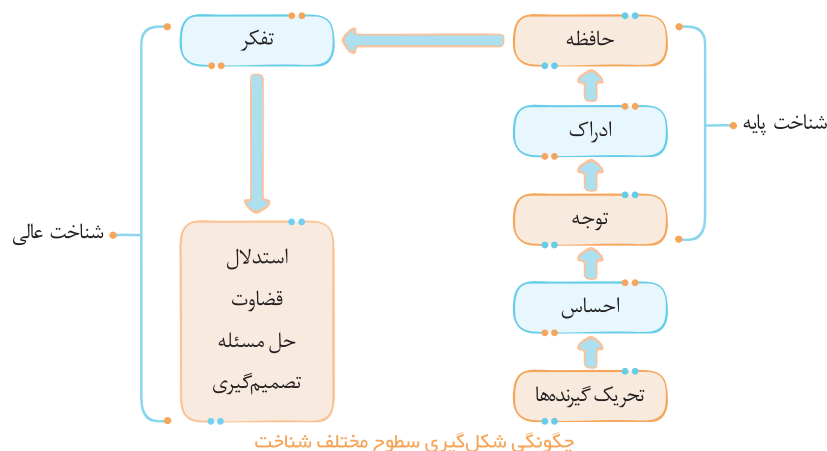 حافظه
تفکر
ادراک
شناخت پایه
توجه
شناخت عالی
استدلال
قضاوت
حل مسئله
تصمیم‌گیری
احساس
تحریک گیرنده‌ها
چگونگی شکل‌گیری سطوح مختلف شناخت